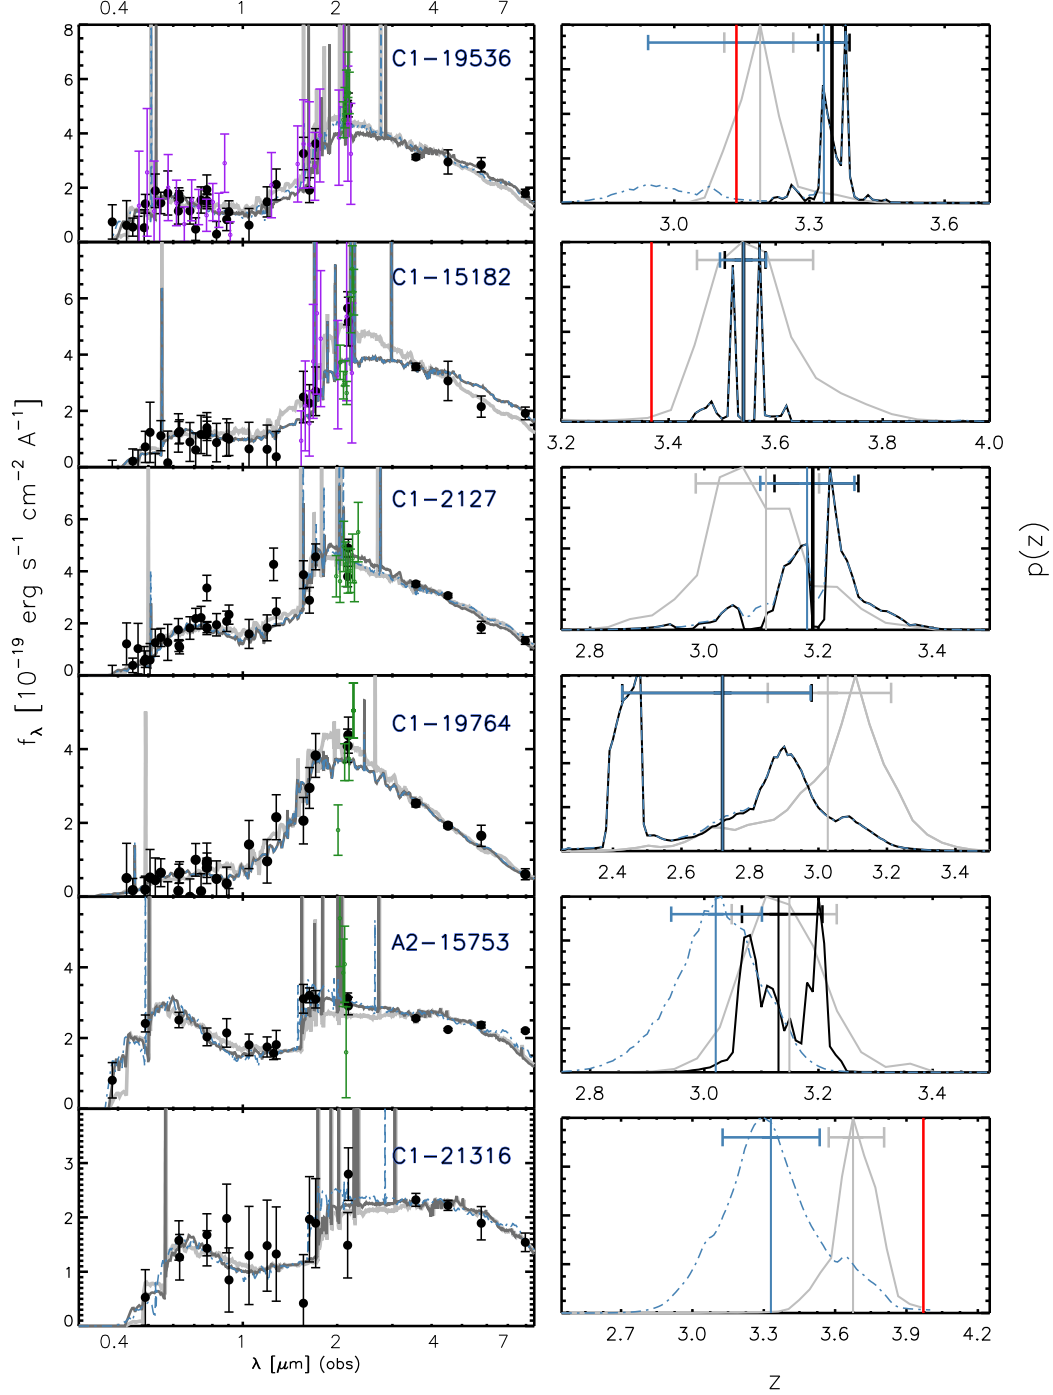 0.4 1 2 4 7
8
6
4
2
0
C1−19536
3.0 3.3 3.6
6
4
2
0
C1−15182
3.2 3.4 3.6 3.8 4.0
6
4
2
0
C1−2127
2.8 3.0 3.2 3.4
4
2
0
C1−19764
2.4 2.6 2.8 3.0 3.2 3.4
4
2
0
A2−15753
2.8 3.0 3.2 3.4
3
2
1
0
C1−21316
0.4 1 2 4 7
2.7 3.0 3.3 3.6 3.9 4.2
λ [μm] (obs)
z
f_λ [10⁻¹⁹ erg s⁻¹ cm⁻² A⁻¹]
p(z)